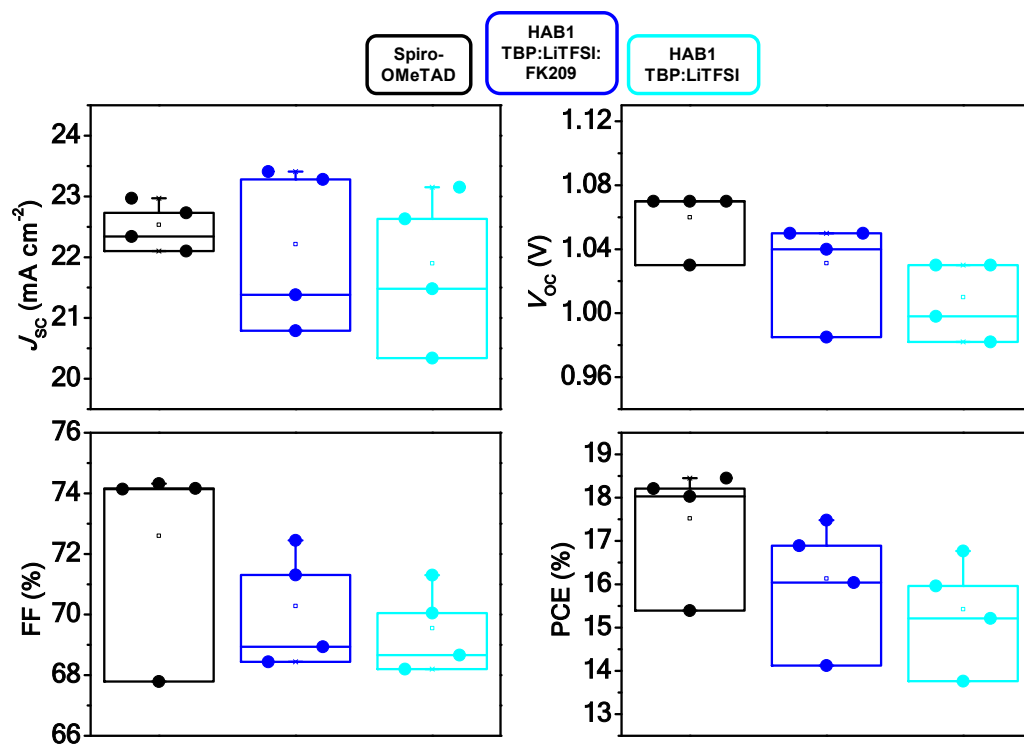 Spiro-
OMeTAD
HAB1
TBP:LiTFSI:
FK209
HAB1
TBP:LiTFSI
24
23
22
21
20
JSC (mA cm-2)
1.12
1.08
1.04
1.00
0.96
VOC (V)
76
74
72
70
68
66
FF (%)
19
18
17
16
15
14
13
PCE (%)